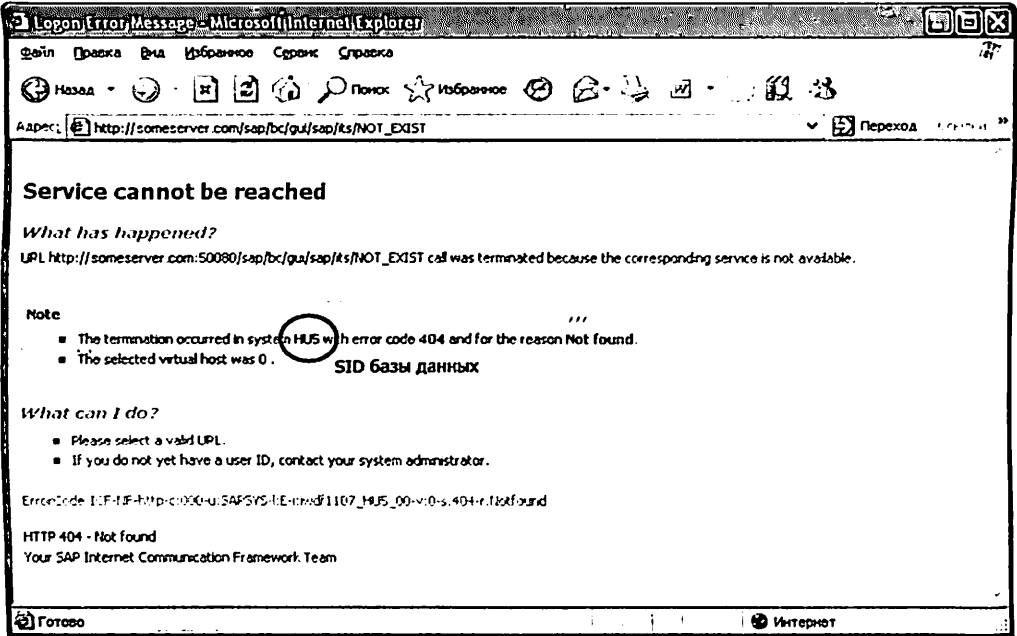 Logon Error Message - Microsoft Internet Explorer
Файл Правка Вид Избранное Сервис Справка
Назад Поиск Избранное
Адрес: http://someserver.com/sap/bc/gui/sap/its/NOT_EXIST Переход
Service cannot be reached
What has happened?
URL http://someserver.com:50080/sap/bc/gui/sap/its/NOT_EXIST call was terminated because the corresponding service is not available.
Note
The termination occurred in system HUS with error code 404 and for the reason Not found.
The selected virtual host was 0 .
SID базы данных
What can I do?
Please select a valid URL.
If you do not yet have a user ID, contact your system administrator.
HTTP 404 - Not found
Your SAP Internet Communication Framework Team
Готово Интернет